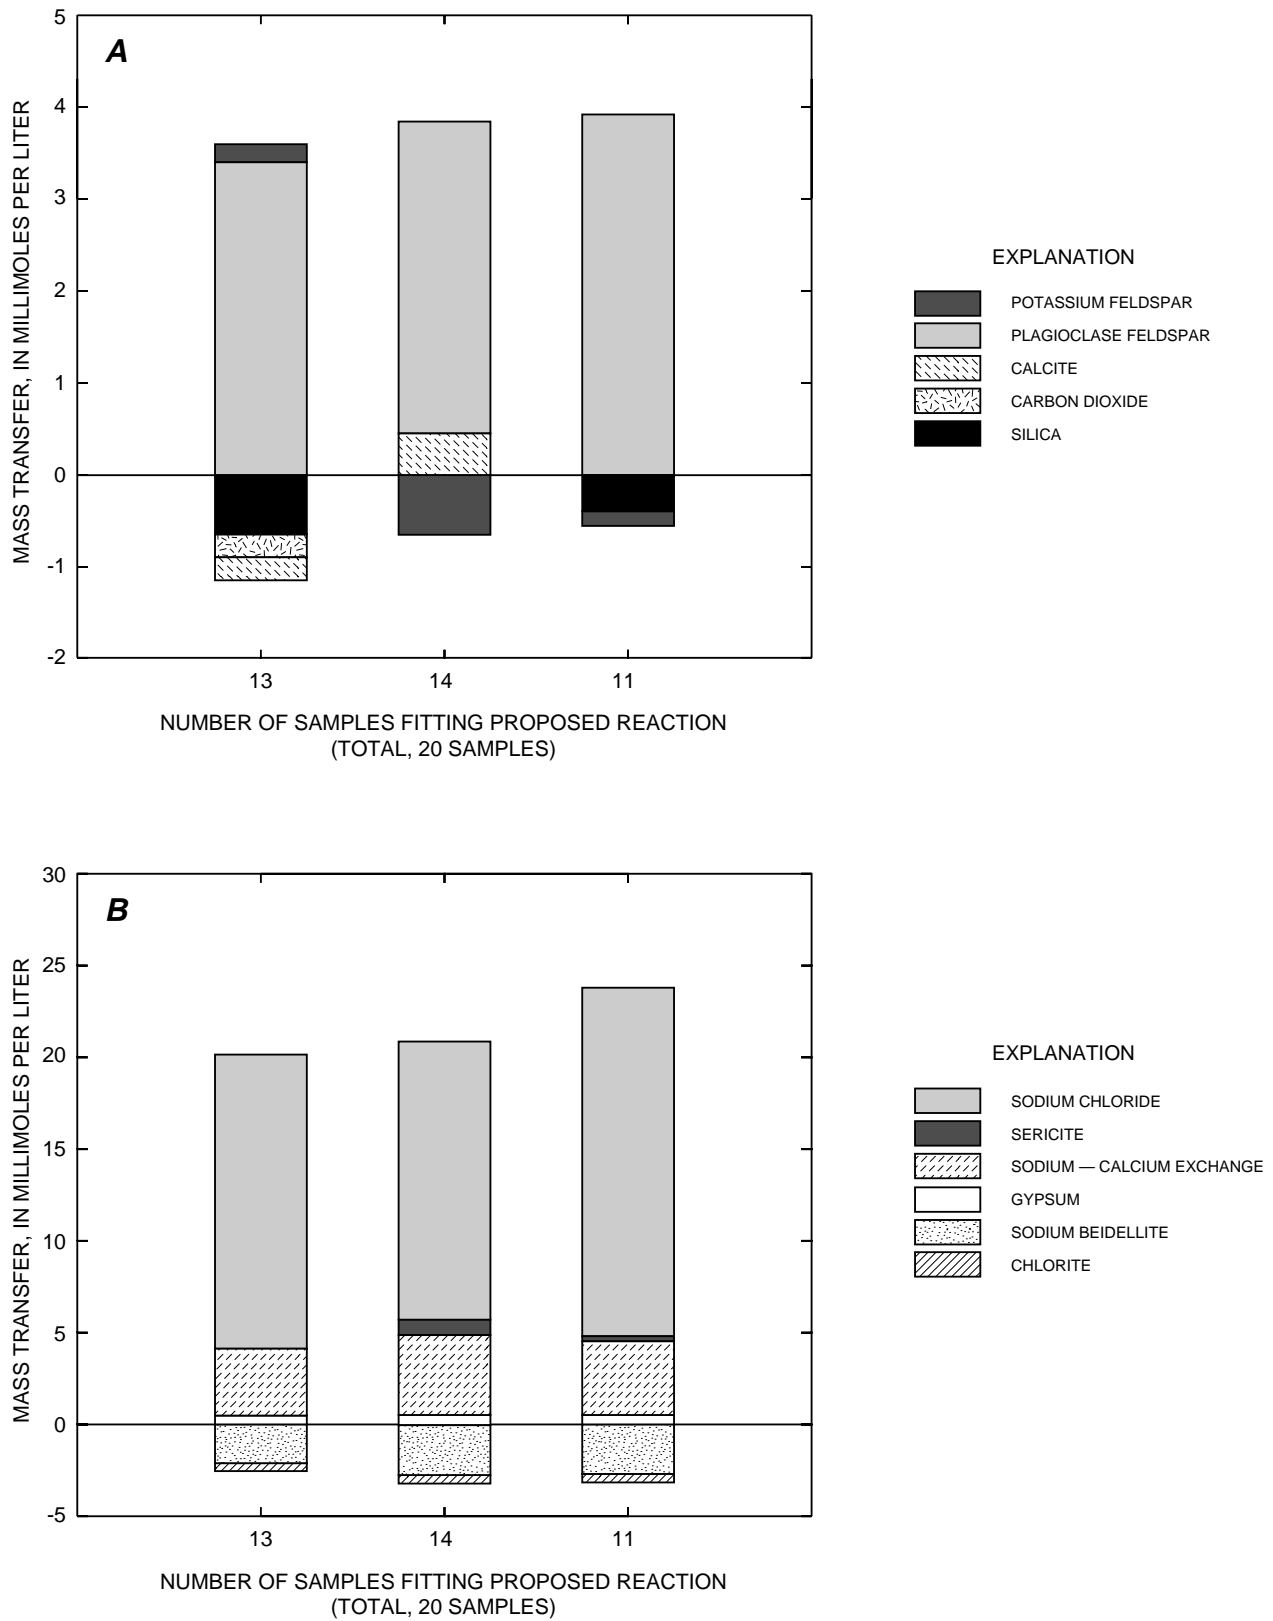 A
MASS TRANSFER, IN MILLIMOLES PER LITER
5
4
3
2
1
0
-1
-2
13 14 11
NUMBER OF SAMPLES FITTING PROPOSED REACTION
(TOTAL, 20 SAMPLES)
EXPLANATION
POTASSIUM FELDSPAR
PLAGIOCLASE FELDSPAR
CALCITE
CARBON DIOXIDE
SILICA
B
MASS TRANSFER, IN MILLIMOLES PER LITER
30
25
20
15
10
5
0
-5
13 14 11
NUMBER OF SAMPLES FITTING PROPOSED REACTION
(TOTAL, 20 SAMPLES)
EXPLANATION
SODIUM CHLORIDE
SERICITE
SODIUM — CALCIUM EXCHANGE
GYPSUM
SODIUM BEIDELLITE
CHLORITE